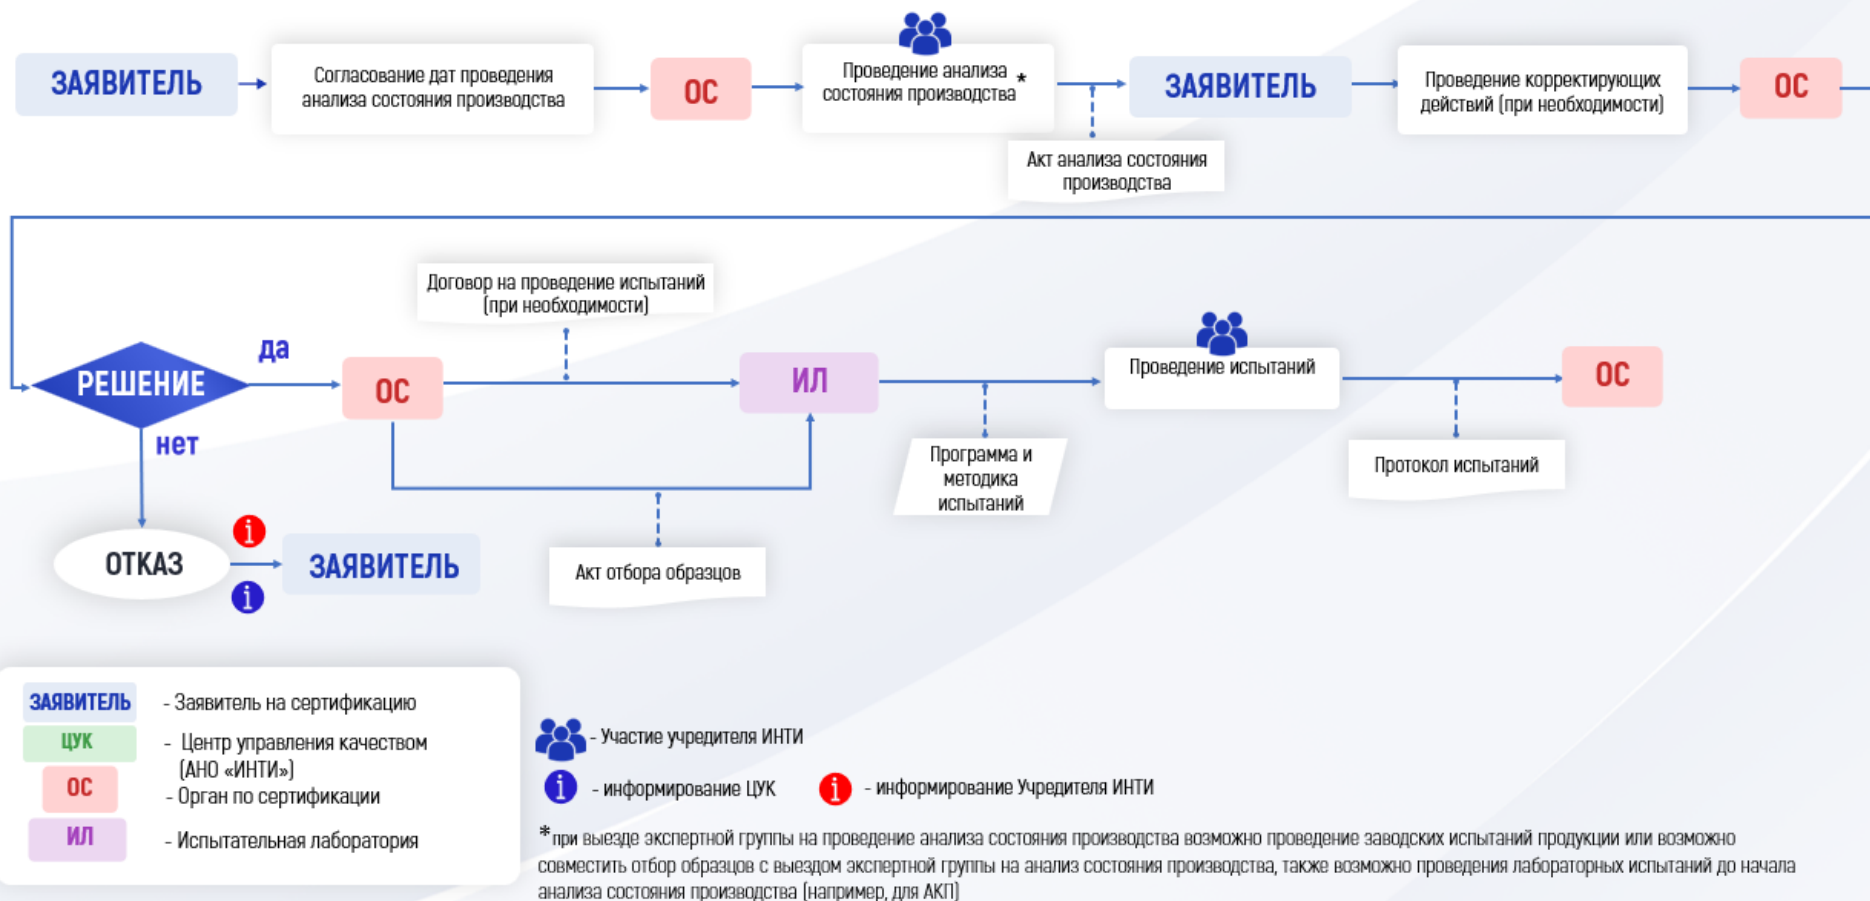 ЗАЯВИТЕЛЬ
Согласование дат проведения
анализа состояния производства
ОС
Проведение анализа
состояния производства*
ЗАЯВИТЕЛЬ
Проведение корректирующих
действий (при необходимости)
ОС
Акт анализа состояния
производства
Договор на проведение испытаний
(при необходимости)
РЕШЕНИЕ
да
нет
ОС
ИЛ
Проведение испытаний
ОС
Программа и
методика
испытаний
Протокол испытаний
ОТКАЗ
i
i
ЗАЯВИТЕЛЬ
Акт отбора образцов
ЗАЯВИТЕЛЬ - Заявитель на сертификацию
ЦУК - Центр управления качеством
(АНО «ИНТИ»)
ОС - Орган по сертификации
ИЛ - Испытательная лаборатория
- Участие учредителя ИНТИ
i - информирование ЦУК
i - информирование Учредителя ИНТИ
*при выезде экспертной группы на проведение анализа состояния производства возможно проведение заводских испытаний продукции или возможно
совместить отбор образцов с выездом экспертной группы на анализ состояния производства, также возможно проведения лабораторных испытаний до начала
анализа состояния производства (например, для АКП)